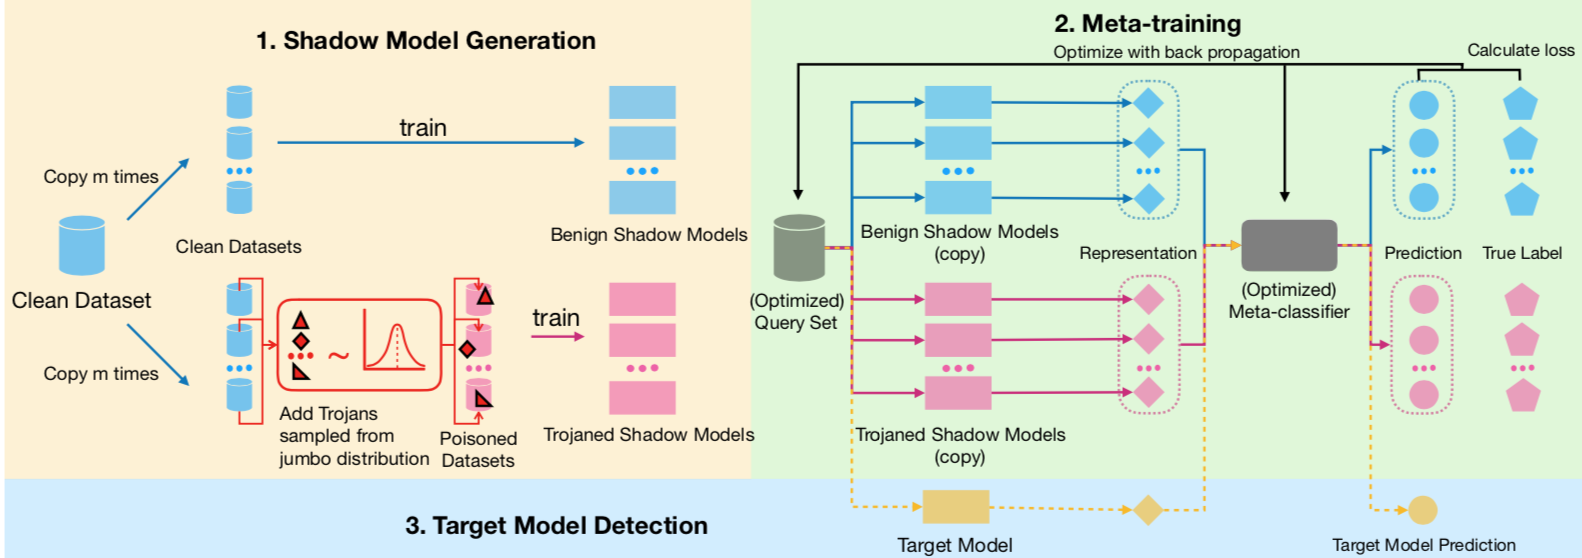 1. Shadow Model Generation
train
Copy m times
Clean Datasets
Benign Shadow Models
Clean Dataset
Copy m times
~
train
Add Trojans
sampled from
jumbo distribution
Poisoned
Datasets
Trojaned Shadow Models
2. Meta-training
Optimize with back propagation
Calculate loss
Benign Shadow Models
(copy)
Representation
Prediction
True Label
(Optimized)
Query Set
(Optimized)
Meta-classifier
Trojaned Shadow Models
(copy)
3. Target Model Detection
Target Model
Target Model Prediction